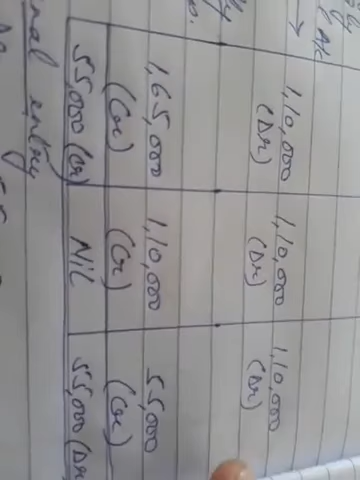 1,10,000 1,10,000 1,10,000
(Dr) (Dr) (Dr)
1,65,000 1,10,000 55,000
(Cr) (Cr) (Cr)
55,000 (Cr) NIL 55,000 (Dr)
entry